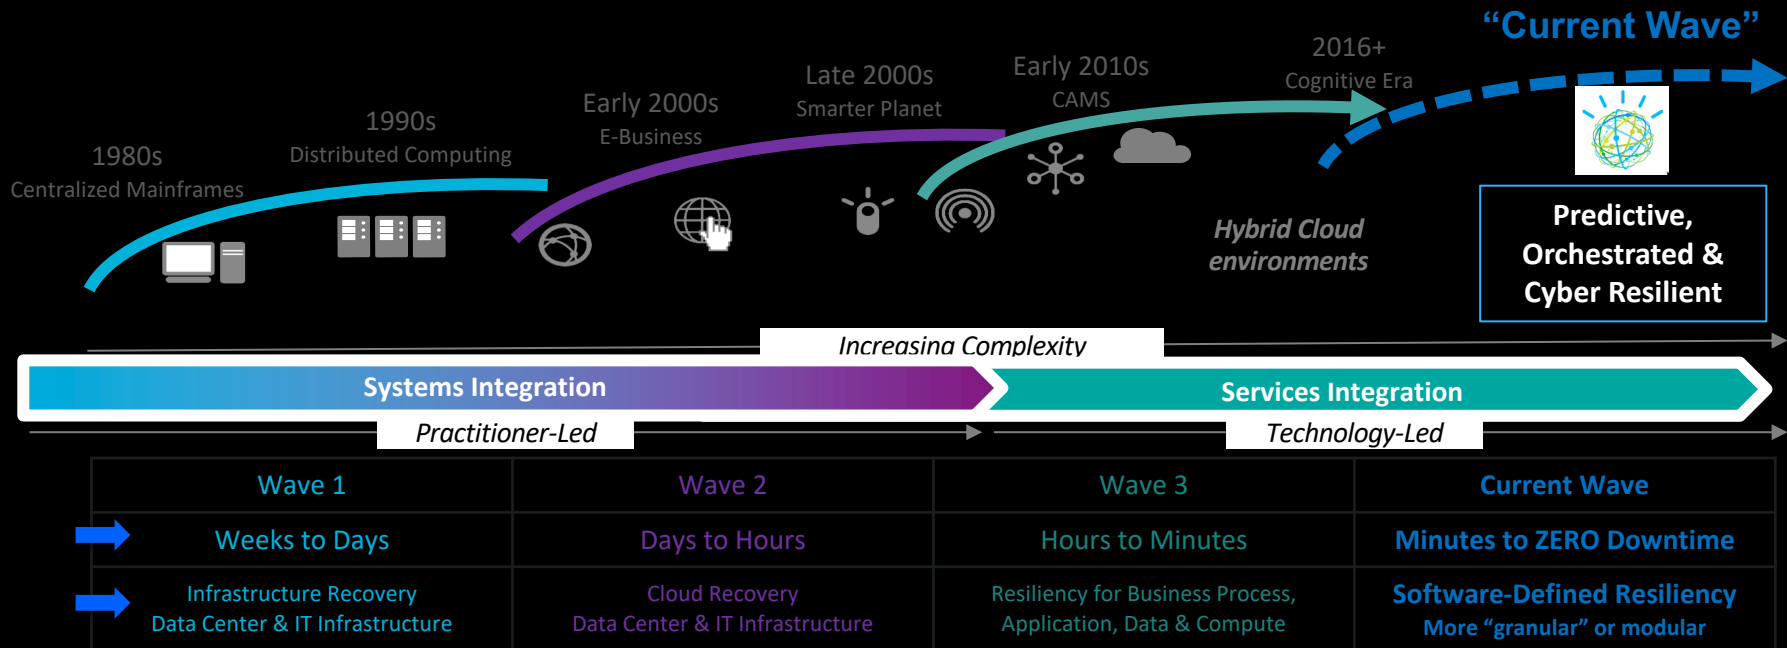 “Current Wave”
2016+
Cognitive Era
Early 2010s
CAMS
Late 2000s
Smarter Planet
Early 2000s
E-Business
1990s
Distributed Computing
1980s
Centralized Mainframes
Hybrid Cloud
environments
Predictive,
Orchestrated &
Cyber Resilient
Increasing Complexity
Systems Integration
Services Integration
Practitioner-Led
Technology-Led
Wave 1
Wave 2
Wave 3
Current Wave
Weeks to Days
Days to Hours
Hours to Minutes
Minutes to ZERO Downtime
Infrastructure Recovery
Data Center & IT Infrastructure
Cloud Recovery
Data Center & IT Infrastructure
Resiliency for Business Process,
Application, Data & Compute
Software-Defined Resiliency
More “granular” or modular